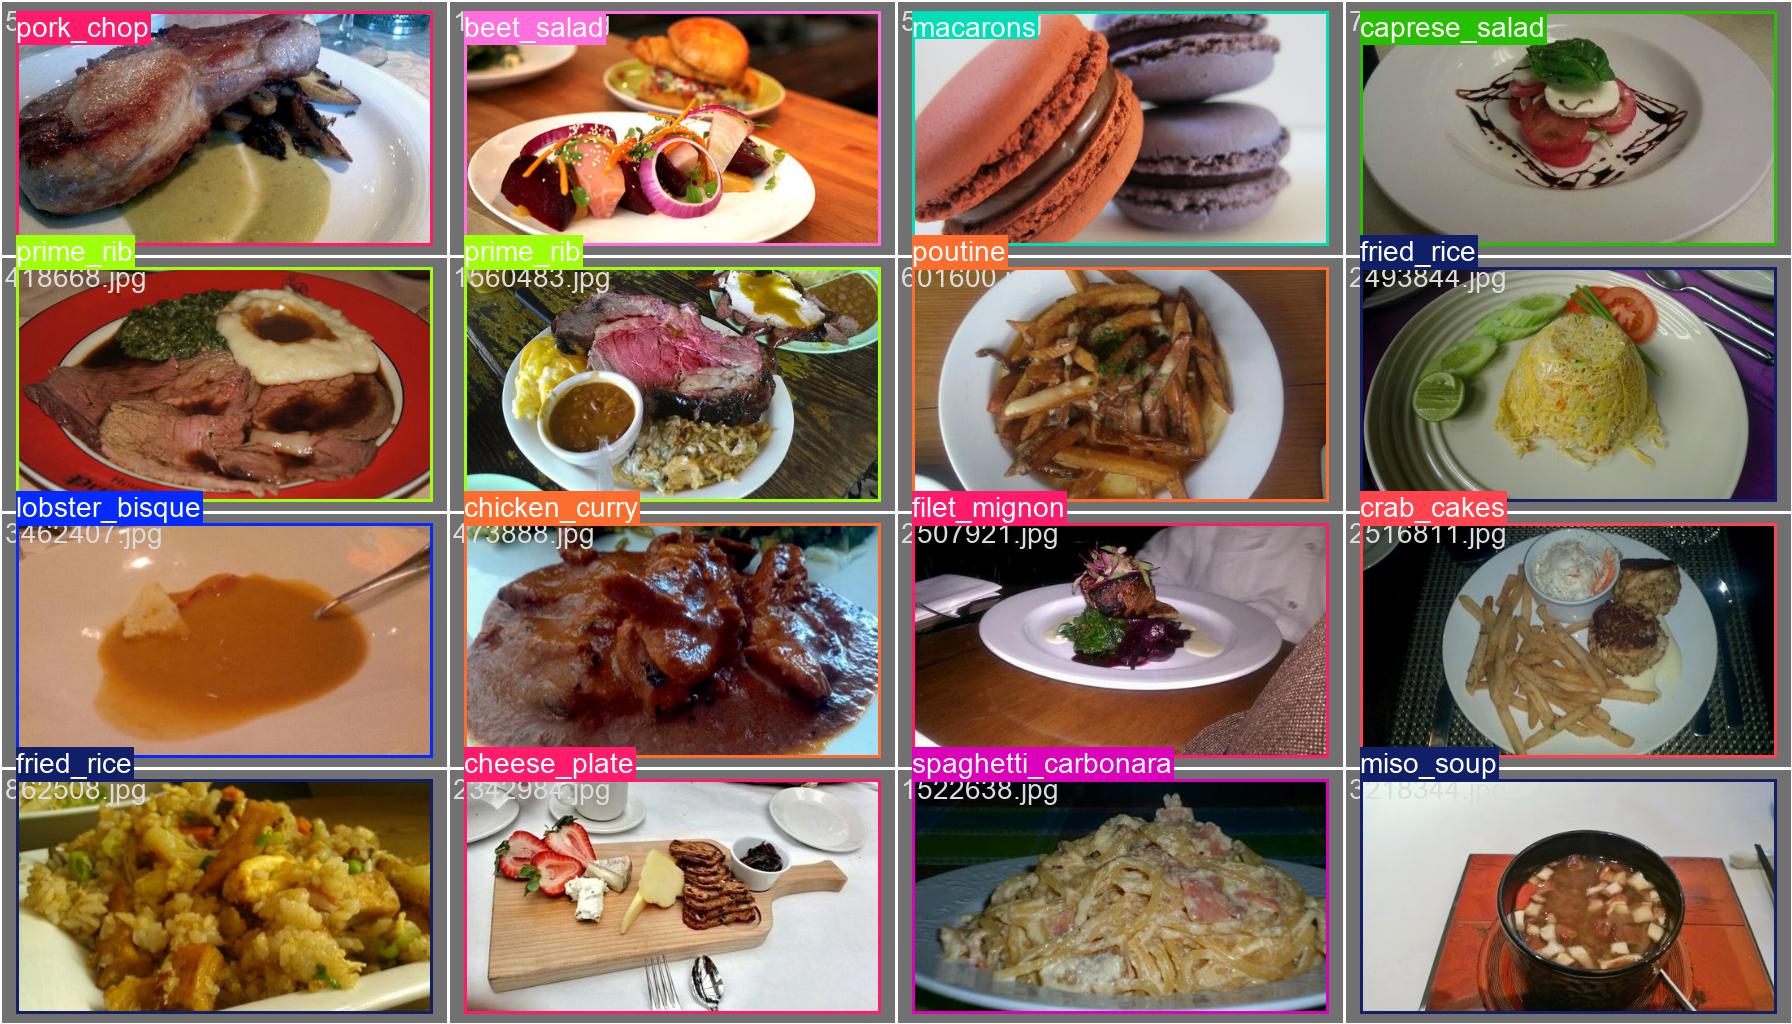 pork_chop
beet_salad
macarons
caprese_salad
prime_rib
prime_rib
poutine
fried_rice
418668.jpg
1560483.jpg
601600.jpg
2493844.jpg
lobster_bisque
chicken_curry
filet_mignon
crab_cakes
3462407.jpg
473888.jpg
2507921.jpg
2516811.jpg
fried_rice
cheese_plate
spaghetti_carbonara
miso_soup
862508.jpg
2342984.jpg
1522638.jpg
3218344.jpg